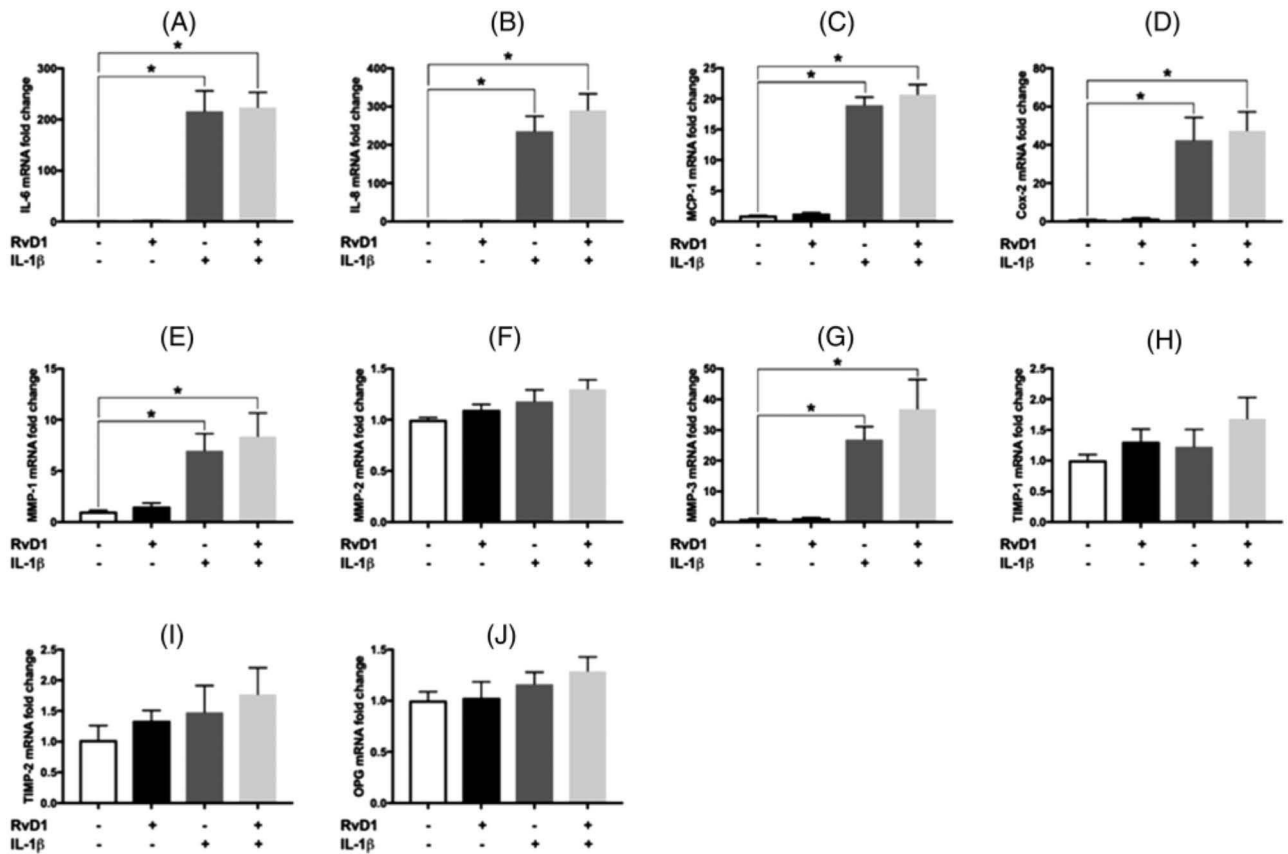 (A)
*
*
IL-6 mRNA fold change
300
200
100
0
RvD1 - + - +
IL-1β - - + +
(B)
*
*
IL-8 mRNA fold change
400
300
200
100
0
RvD1 - + - +
IL-1β - - + +
(C)
*
*
MCP-1 mRNA fold change
25
20
15
10
5
0
RvD1 - + - +
IL-1β - - + +
(D)
*
*
Cox-2 mRNA fold change
80
60
40
20
0
RvD1 - + - +
IL-1β - - + +
(E)
*
*
MMP-1 mRNA fold change
15
10
5
0
RvD1 - + - +
IL-1β - - + +
(F)
MMP-2 mRNA fold change
1.5
1.0
0.5
0.0
RvD1 - + - +
IL-1β - - + +
(G)
*
*
MMP-3 mRNA fold change
50
40
30
20
10
0
RvD1 - + - +
IL-1β - - + +
(H)
TIMP-1 mRNA fold change
2.5
2.0
1.5
1.0
0.5
0.0
RvD1 - + - +
IL-1β - - + +
(I)
TIMP-2 mRNA fold change
2.5
2.0
1.5
1.0
0.5
0.0
RvD1 - + - +
IL-1β - - + +
(J)
OPG mRNA fold change
1.5
1.0
0.5
0.0
RvD1 - + - +
IL-1β - - + +